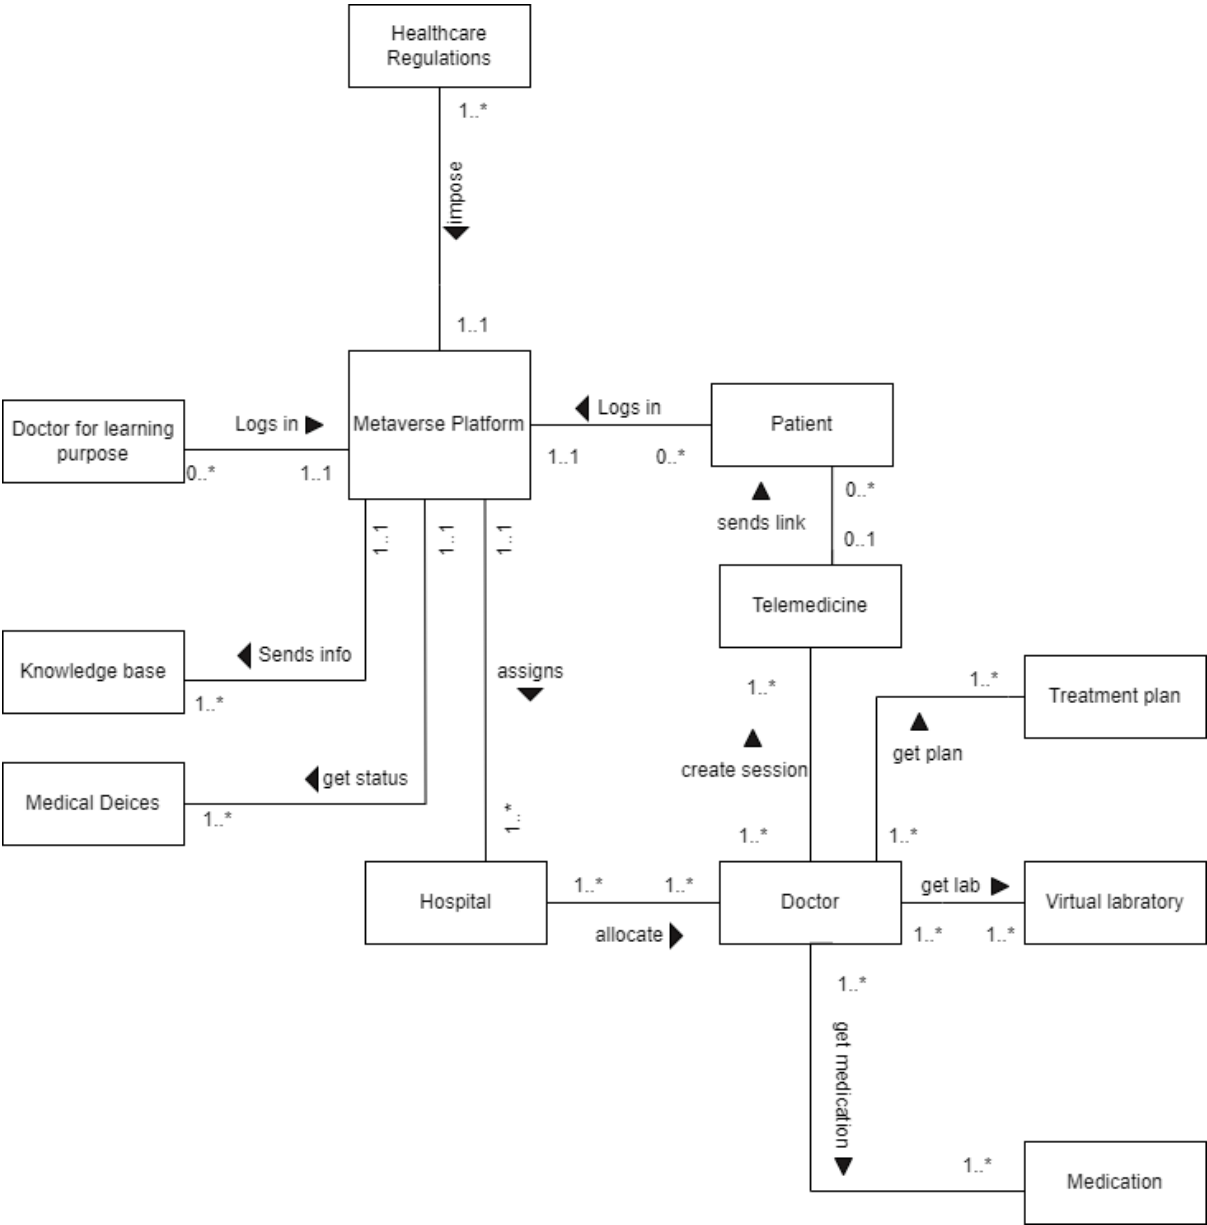 Healthcare
Regulations
1..*
impose
1..1
Doctor for learning
purpose
Logs in
0..*
1..1
Metaverse Platform
Logs in
1..1
0..*
Patient
0..*
sends link
0..1
1..1
1..1
1..1
Telemedicine
Knowledge base
Sends info
1..*
assigns
1..*
1..*
Treatment plan
get plan
create session
Medical Deices
get status
1..*
1..*
1..*
1..*
Hospital
1..*
1..*
allocate
Doctor
get lab
1..*
1..*
Virtual labratory
1..*
get medication
1..*
Medication